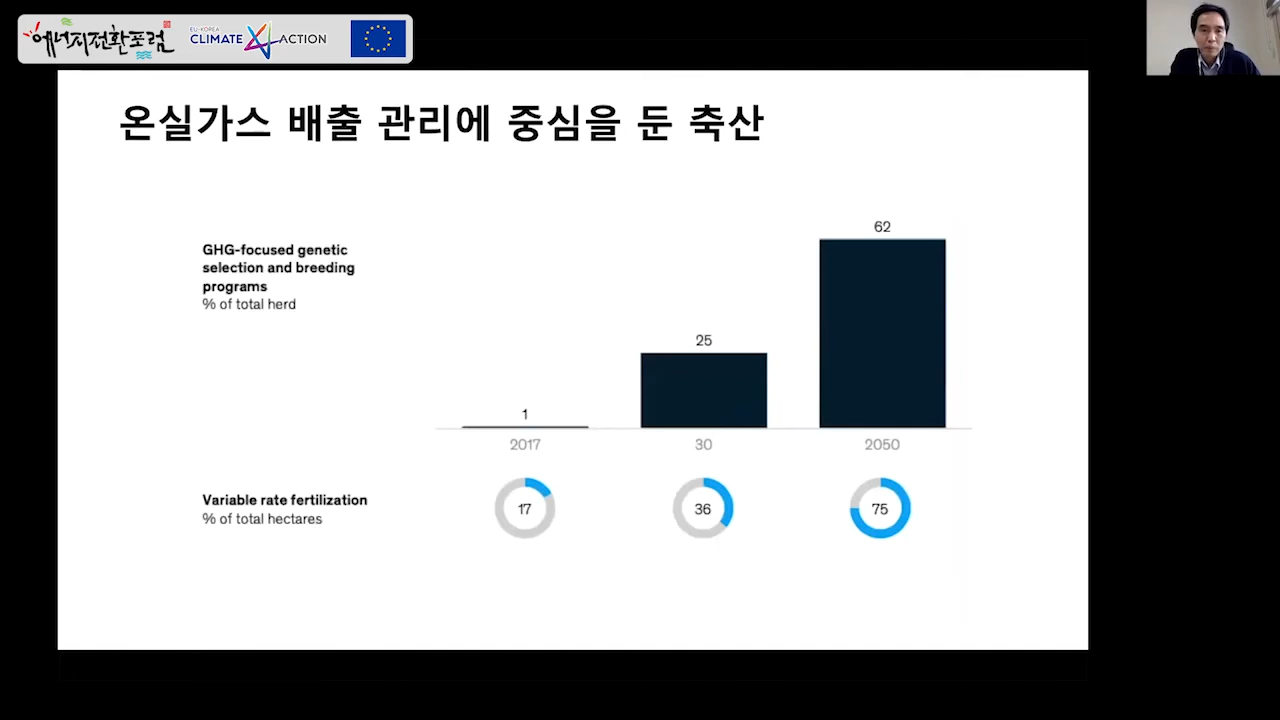 에너지전환포럼
EU-KOREA
CLIMATE ACTION
온실가스 배출 관리에 중심을 둔 축산
GHG-focused genetic
selection and breeding
programs
% of total herd
62
25
1
2017
30
2050
Variable rate fertilization
% of total hectares
17
36
75